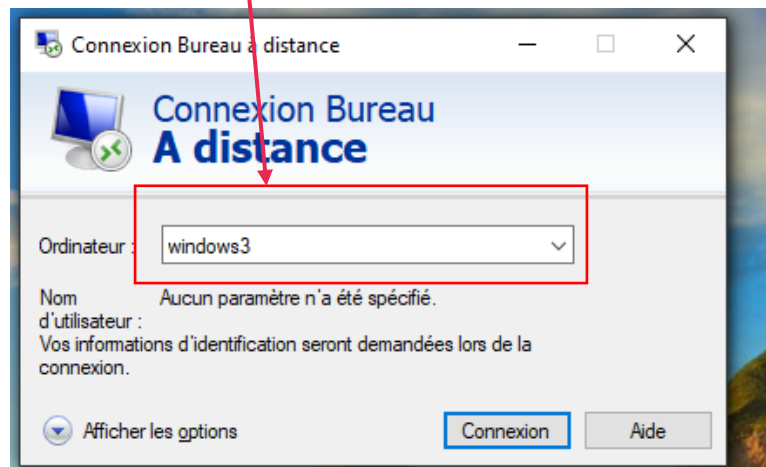 Connexion Bureau à distance
Connexion Bureau
A distance
Ordinateur : windows3
Nom d'utilisateur : Aucun paramètre n'a été spécifié.
Vos informations d'identification seront demandées lors de la
connexion.
Afficher les options Connexion Aide